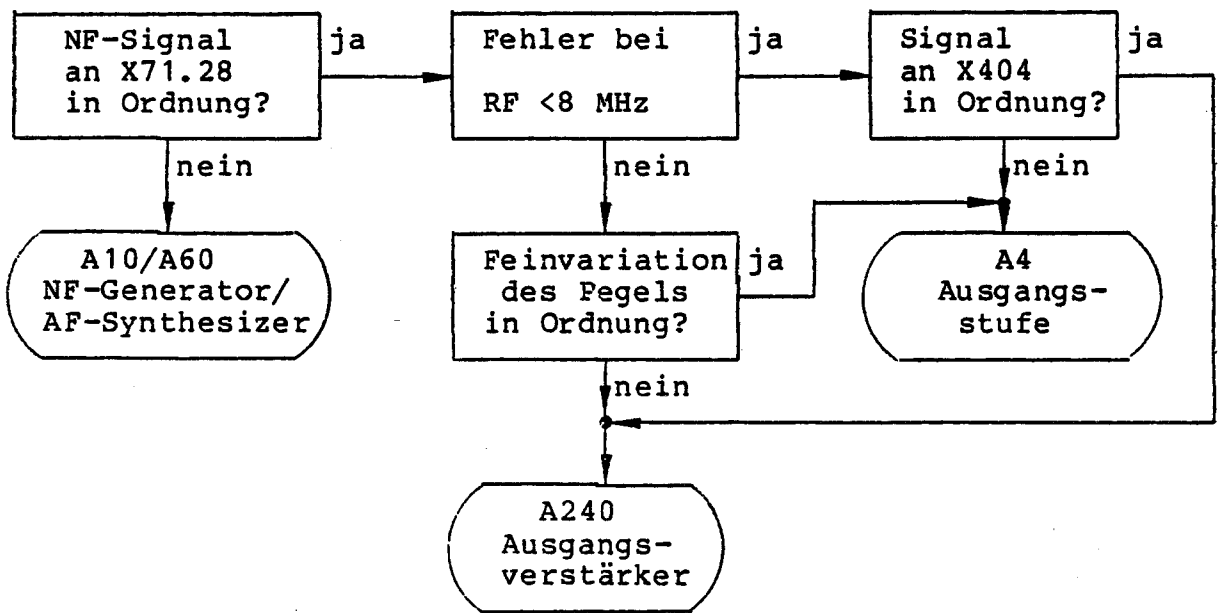 NF-Signal
an X71.28
in Ordnung?
ja
Fehler bei
RF <8 MHz
ja
Signal
an X404
in Ordnung?
ja
nein
nein
nein
A10/A60
NF-Generator/
AF-Synthesizer
Feinvariation
des Pegels
in Ordnung?
ja
A4
Ausgangs-
stufe
nein
A240
Ausgangs-
verstärker